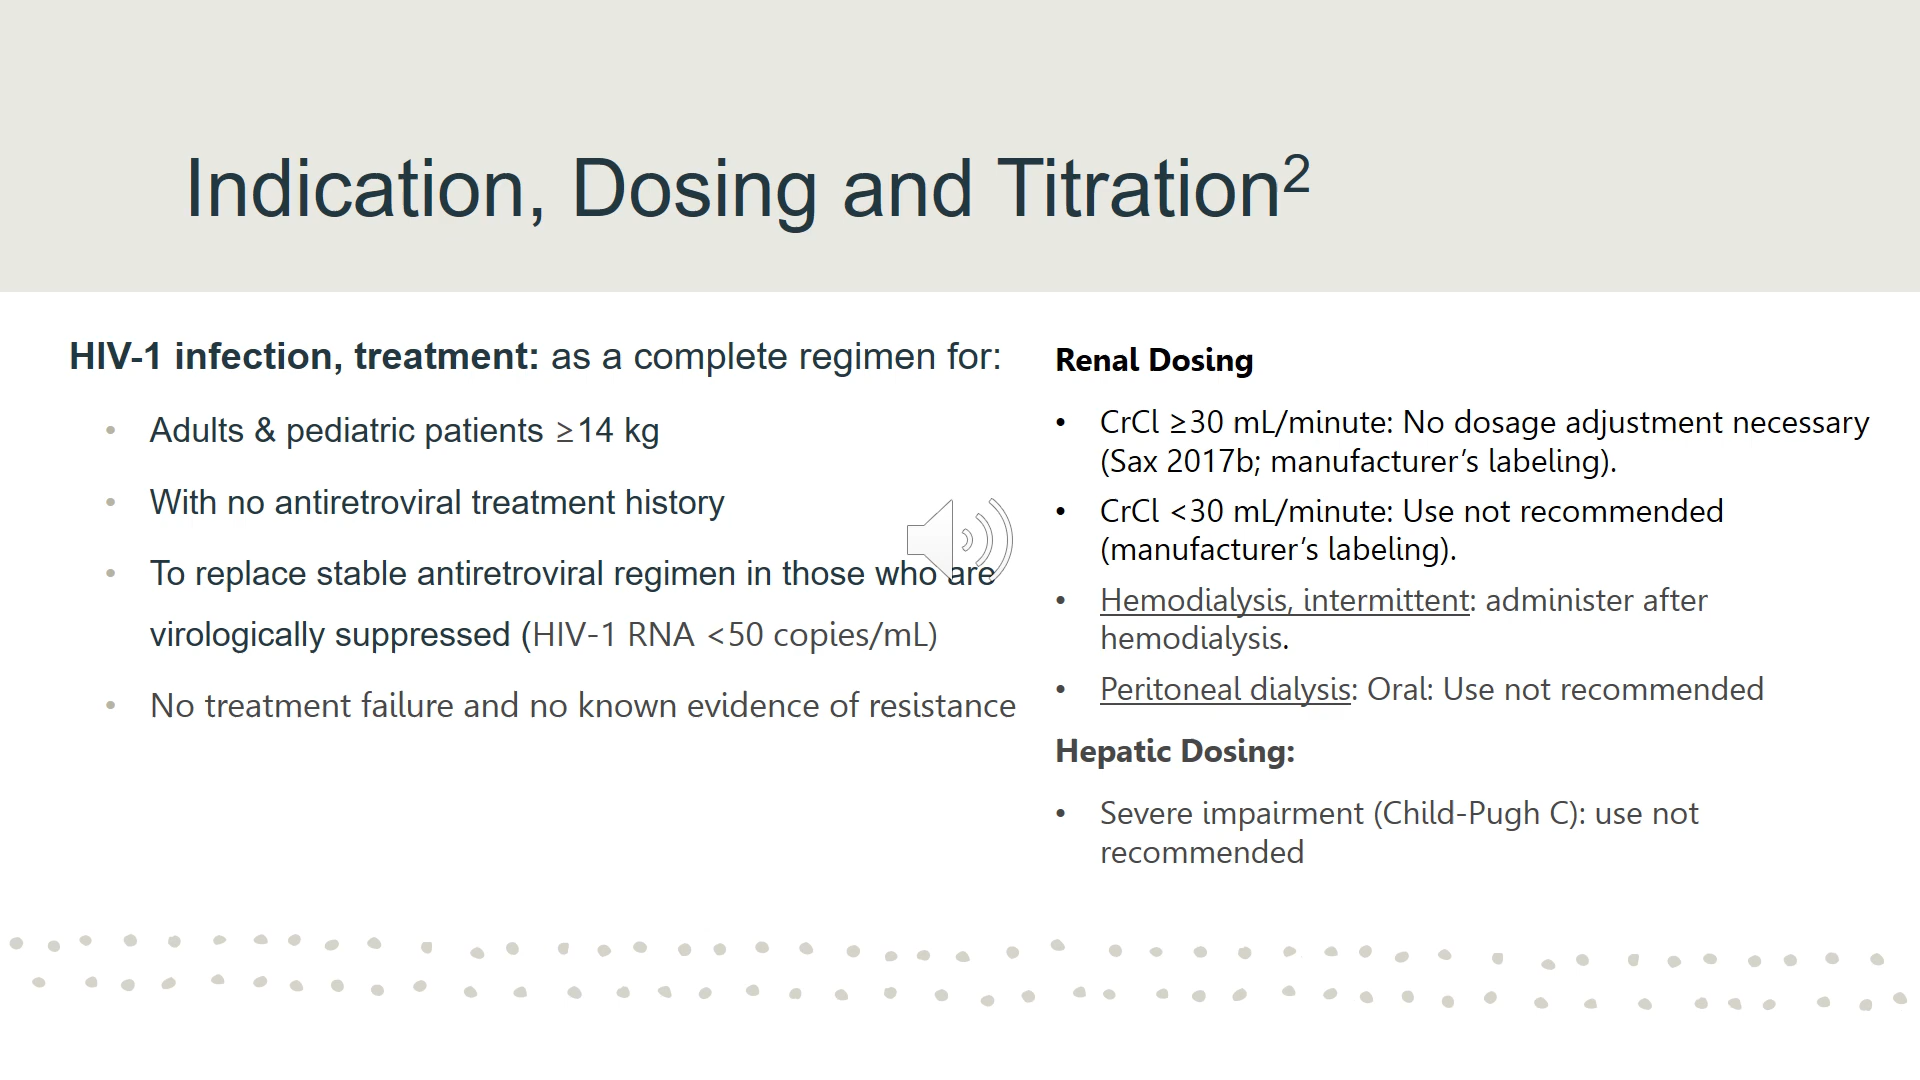 Indication, Dosing and Titration²
HIV-1 infection, treatment: as a complete regimen for:
• Adults & pediatric patients ≥14 kg
• With no antiretroviral treatment history
• To replace stable antiretroviral regimen in those who are
virologically suppressed (HIV-1 RNA <50 copies/mL)
• No treatment failure and no known evidence of resistance
Renal Dosing
• CrCl ≥30 mL/minute: No dosage adjustment necessary
(Sax 2017b; manufacturer’s labeling).
• CrCl <30 mL/minute: Use not recommended
(manufacturer’s labeling).
• Hemodialysis, intermittent: administer after
hemodialysis.
• Peritoneal dialysis: Oral: Use not recommended
Hepatic Dosing:
• Severe impairment (Child-Pugh C): use not
recommended